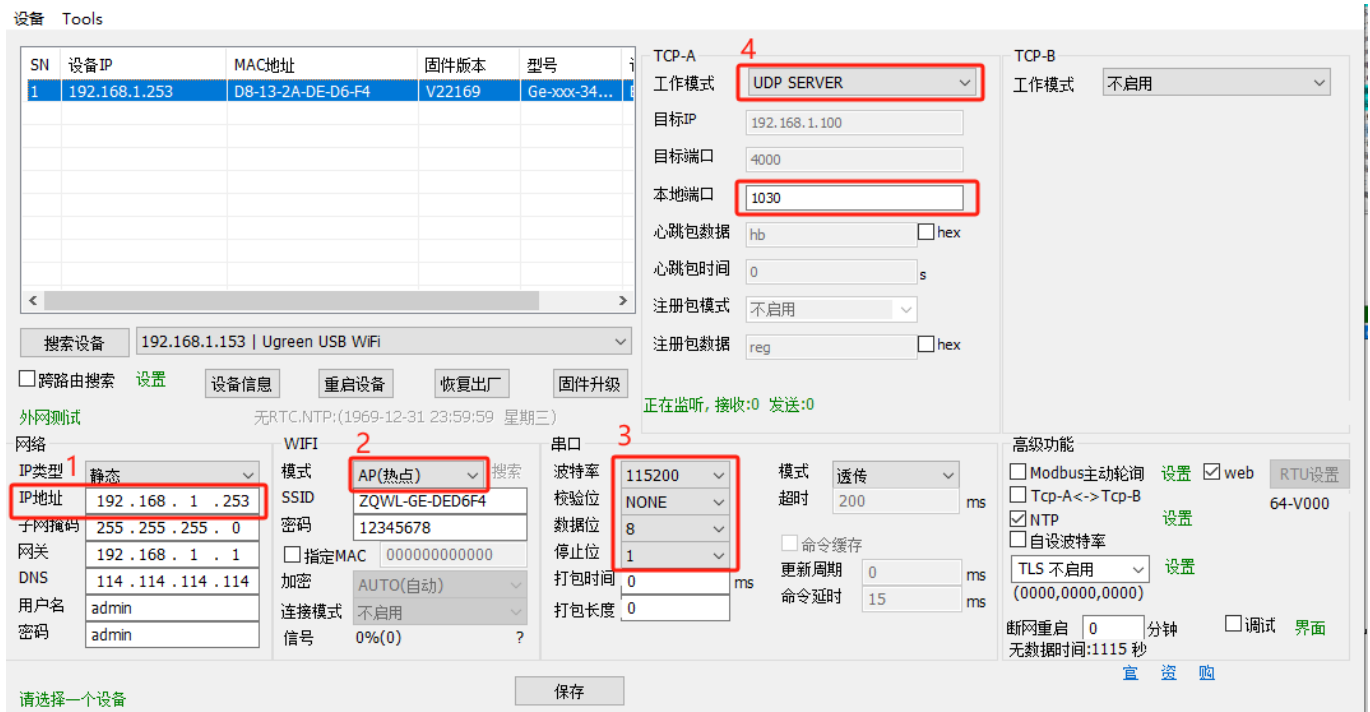 设备 Tools
SN 设备IP MAC地址 固件版本 型号
1 192.168.1.253 D8-13-2A-DE-D6-F4 V22169 Ge-xxx-34...
搜索设备 192.168.1.153 | Ugreen USB WiFi
跨路由搜索 设置 设备信息 重启设备 恢复出厂 固件升级
外网测试 无RTC.NTP:(1969-12-31 23:59:59 星期三)
TCP-A 4
工作模式 UDP SERVER
目标IP 192.168.1.100
目标端口 4000
本地端口 1030
心跳包数据 hb hex
心跳包时间 0 s
注册包模式 不启用
注册包数据 reg hex
正在监听, 接收:0 发送:0
TCP-B
工作模式 不启用
网络
IP类型 1 静态
IP地址 192 . 168 . 1 . 253
子网掩码 255 . 255 . 255 . 0
网关 192 . 168 . 1 . 1
DNS 114 . 114 . 114 . 114
用户名 admin
密码 admin
WIFI 2
模式 AP(热点) 搜索
SSID ZQWL-GE-DED6F4
密码 12345678
指定MAC 000000000000
加密 AUTO(自动)
连接模式 不启用
信号 0%(0) ?
串口 3
波特率 115200
校验位 NONE
数据位 8
停止位 1
打包时间 0 ms
打包长度 0
模式 透传
超时 200 ms
命令缓存
更新周期 0 ms
命令延时 15 ms
高级功能
Modbus主动轮询 设置 web RTU设置
Tcp-A<->Tcp-B 64-V000
NTP 设置
自设波特率
TLS 不启用 设置
(0000,0000,0000)
断网重启 0 分钟 调试 界面
无数据时间:1115 秒
官 资 购
请选择一个设备 保存